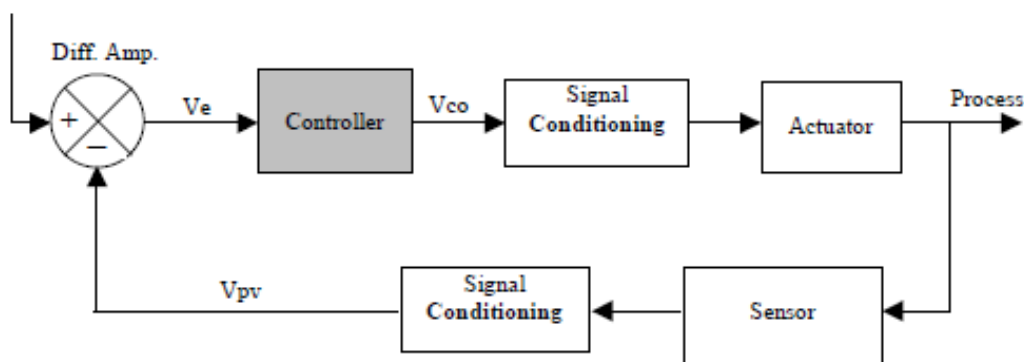 Diff. Amp.
+
−
Ve
Controller
Vco
Signal
Conditioning
Actuator
Process
Vpv
Signal
Conditioning
Sensor